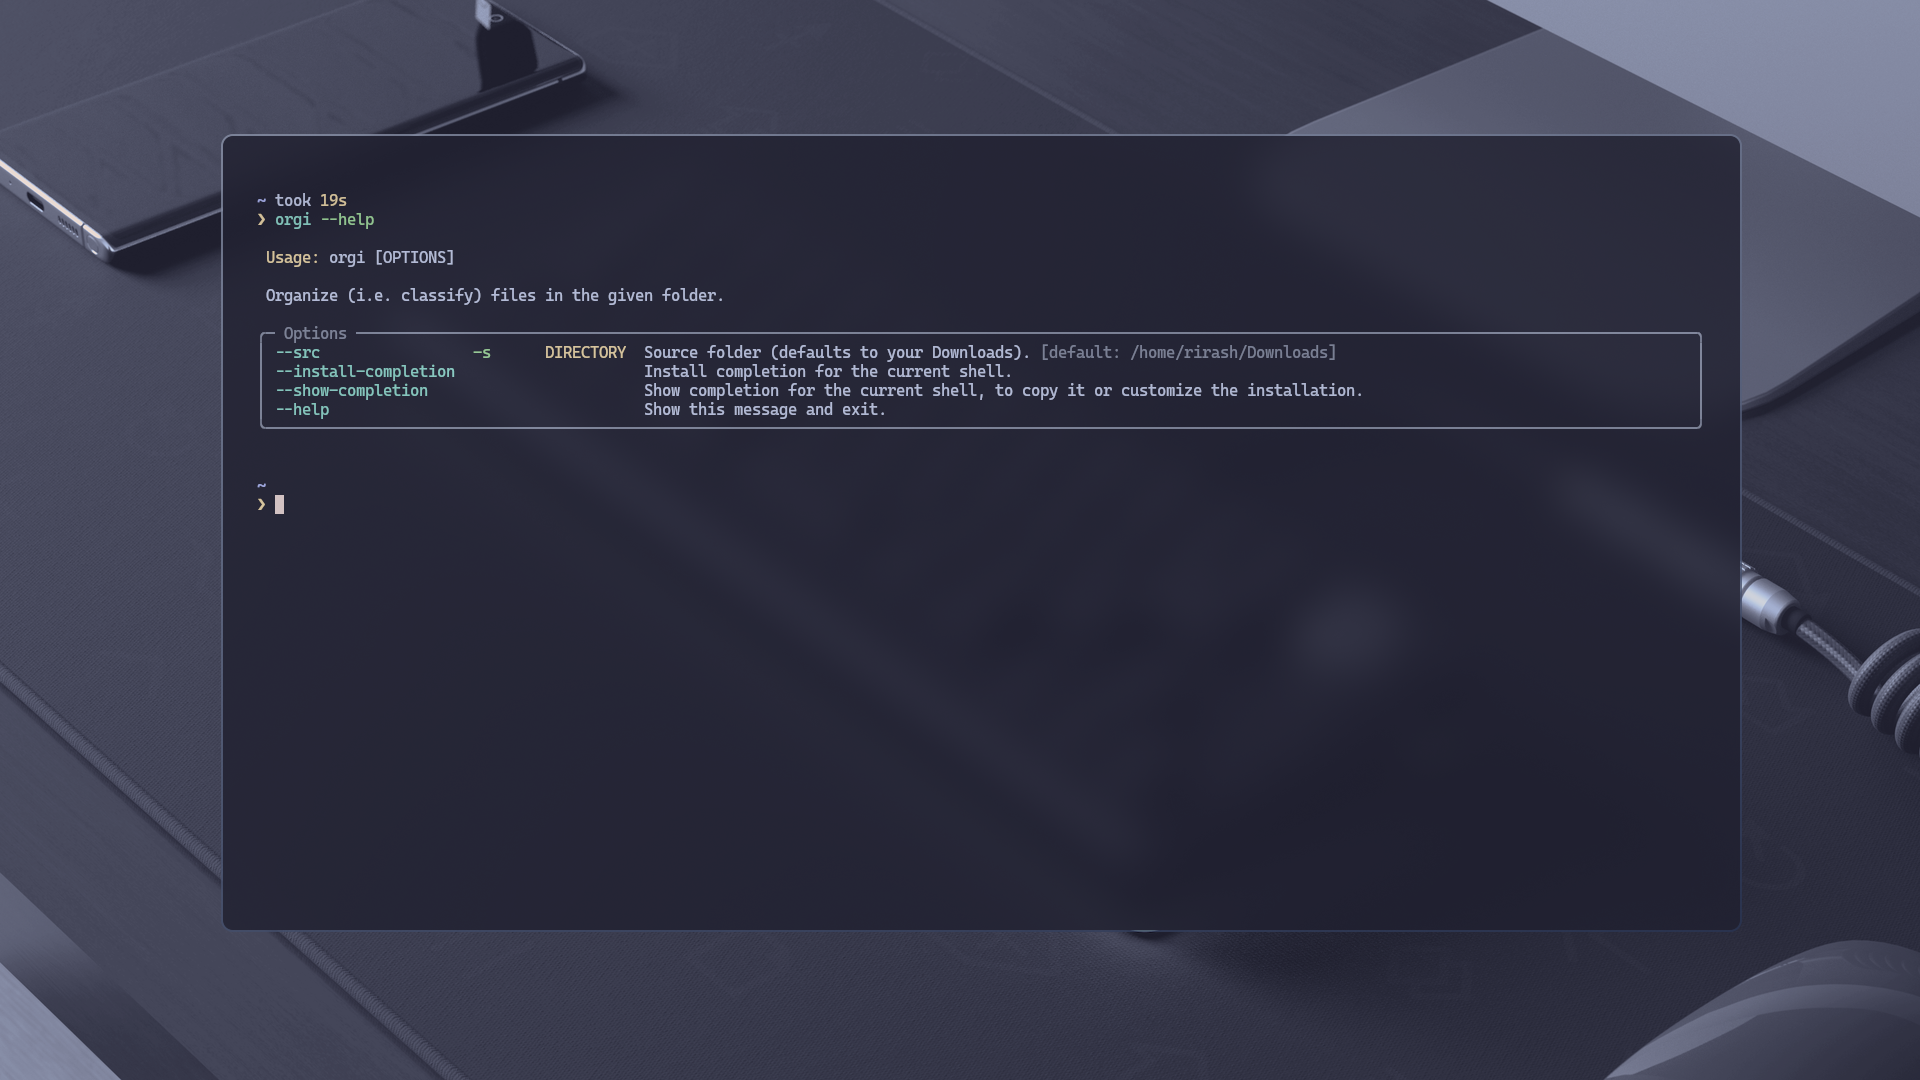 ~ took 19s
❯ orgi --help
Usage: orgi [OPTIONS]
Organize (i.e. classify) files in the given folder.
Options
--src -s DIRECTORY Source folder (defaults to your Downloads). [default: /home/rirash/Downloads]
--install-completion Install completion for the current shell.
--show-completion Show completion for the current shell, to copy it or customize the installation.
--help Show this message and exit.
~
❯